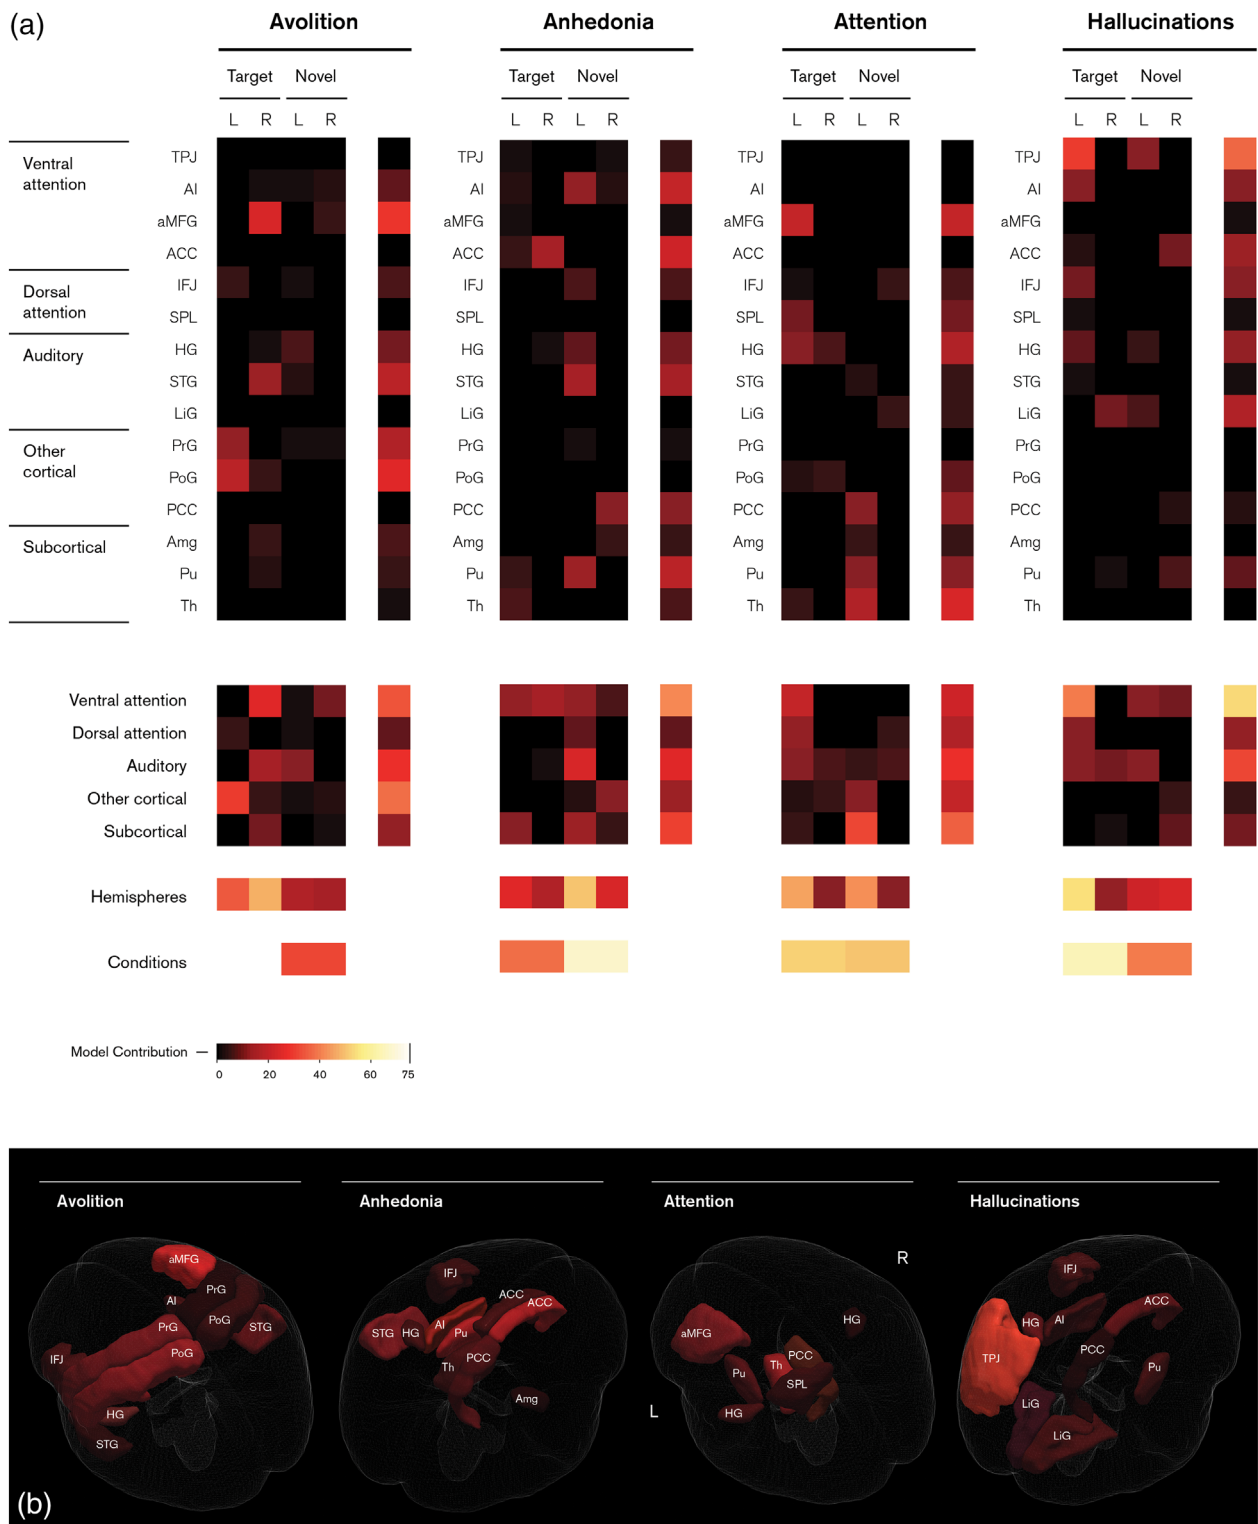 (a)
Avolition Anhedonia Attention Hallucinations
Target Novel Target Novel Target Novel Target Novel
L R L R L R L R L R L R L R L R
Ventral
attention
TPJ TPJ TPJ TPJ
AI AI AI AI
aMFG aMFG aMFG aMFG
ACC ACC ACC ACC
Dorsal
attention
IFJ IFJ IFJ IFJ
SPL SPL SPL SPL
Auditory
HG HG HG HG
STG STG STG STG
LiG LiG LiG LiG
Other
cortical
PrG PrG PrG PrG
PoG PoG PoG PoG
PCC PCC PCC PCC
Subcortical
Amg Amg Amg Amg
Pu Pu Pu Pu
Th Th Th Th
Ventral attention
Dorsal attention
Auditory
Other cortical
Subcortical
Hemispheres
Conditions
Model Contribution
0 20 40 60 75
Avolition
aMFG
AI
PrG
PrG
PoG
STG
IFJ
PoG
HG
STG
Anhedonia
IFJ
ACC
ACC
STG
HG
AI
Pu
Th
PCC
Amg
Attention
R
aMFG
HG
Pu
Th
PCC
SPL
HG
L
Hallucinations
IFJ
ACC
HG
AI
TPJ
PCC
Pu
LiG
LiG
(b)